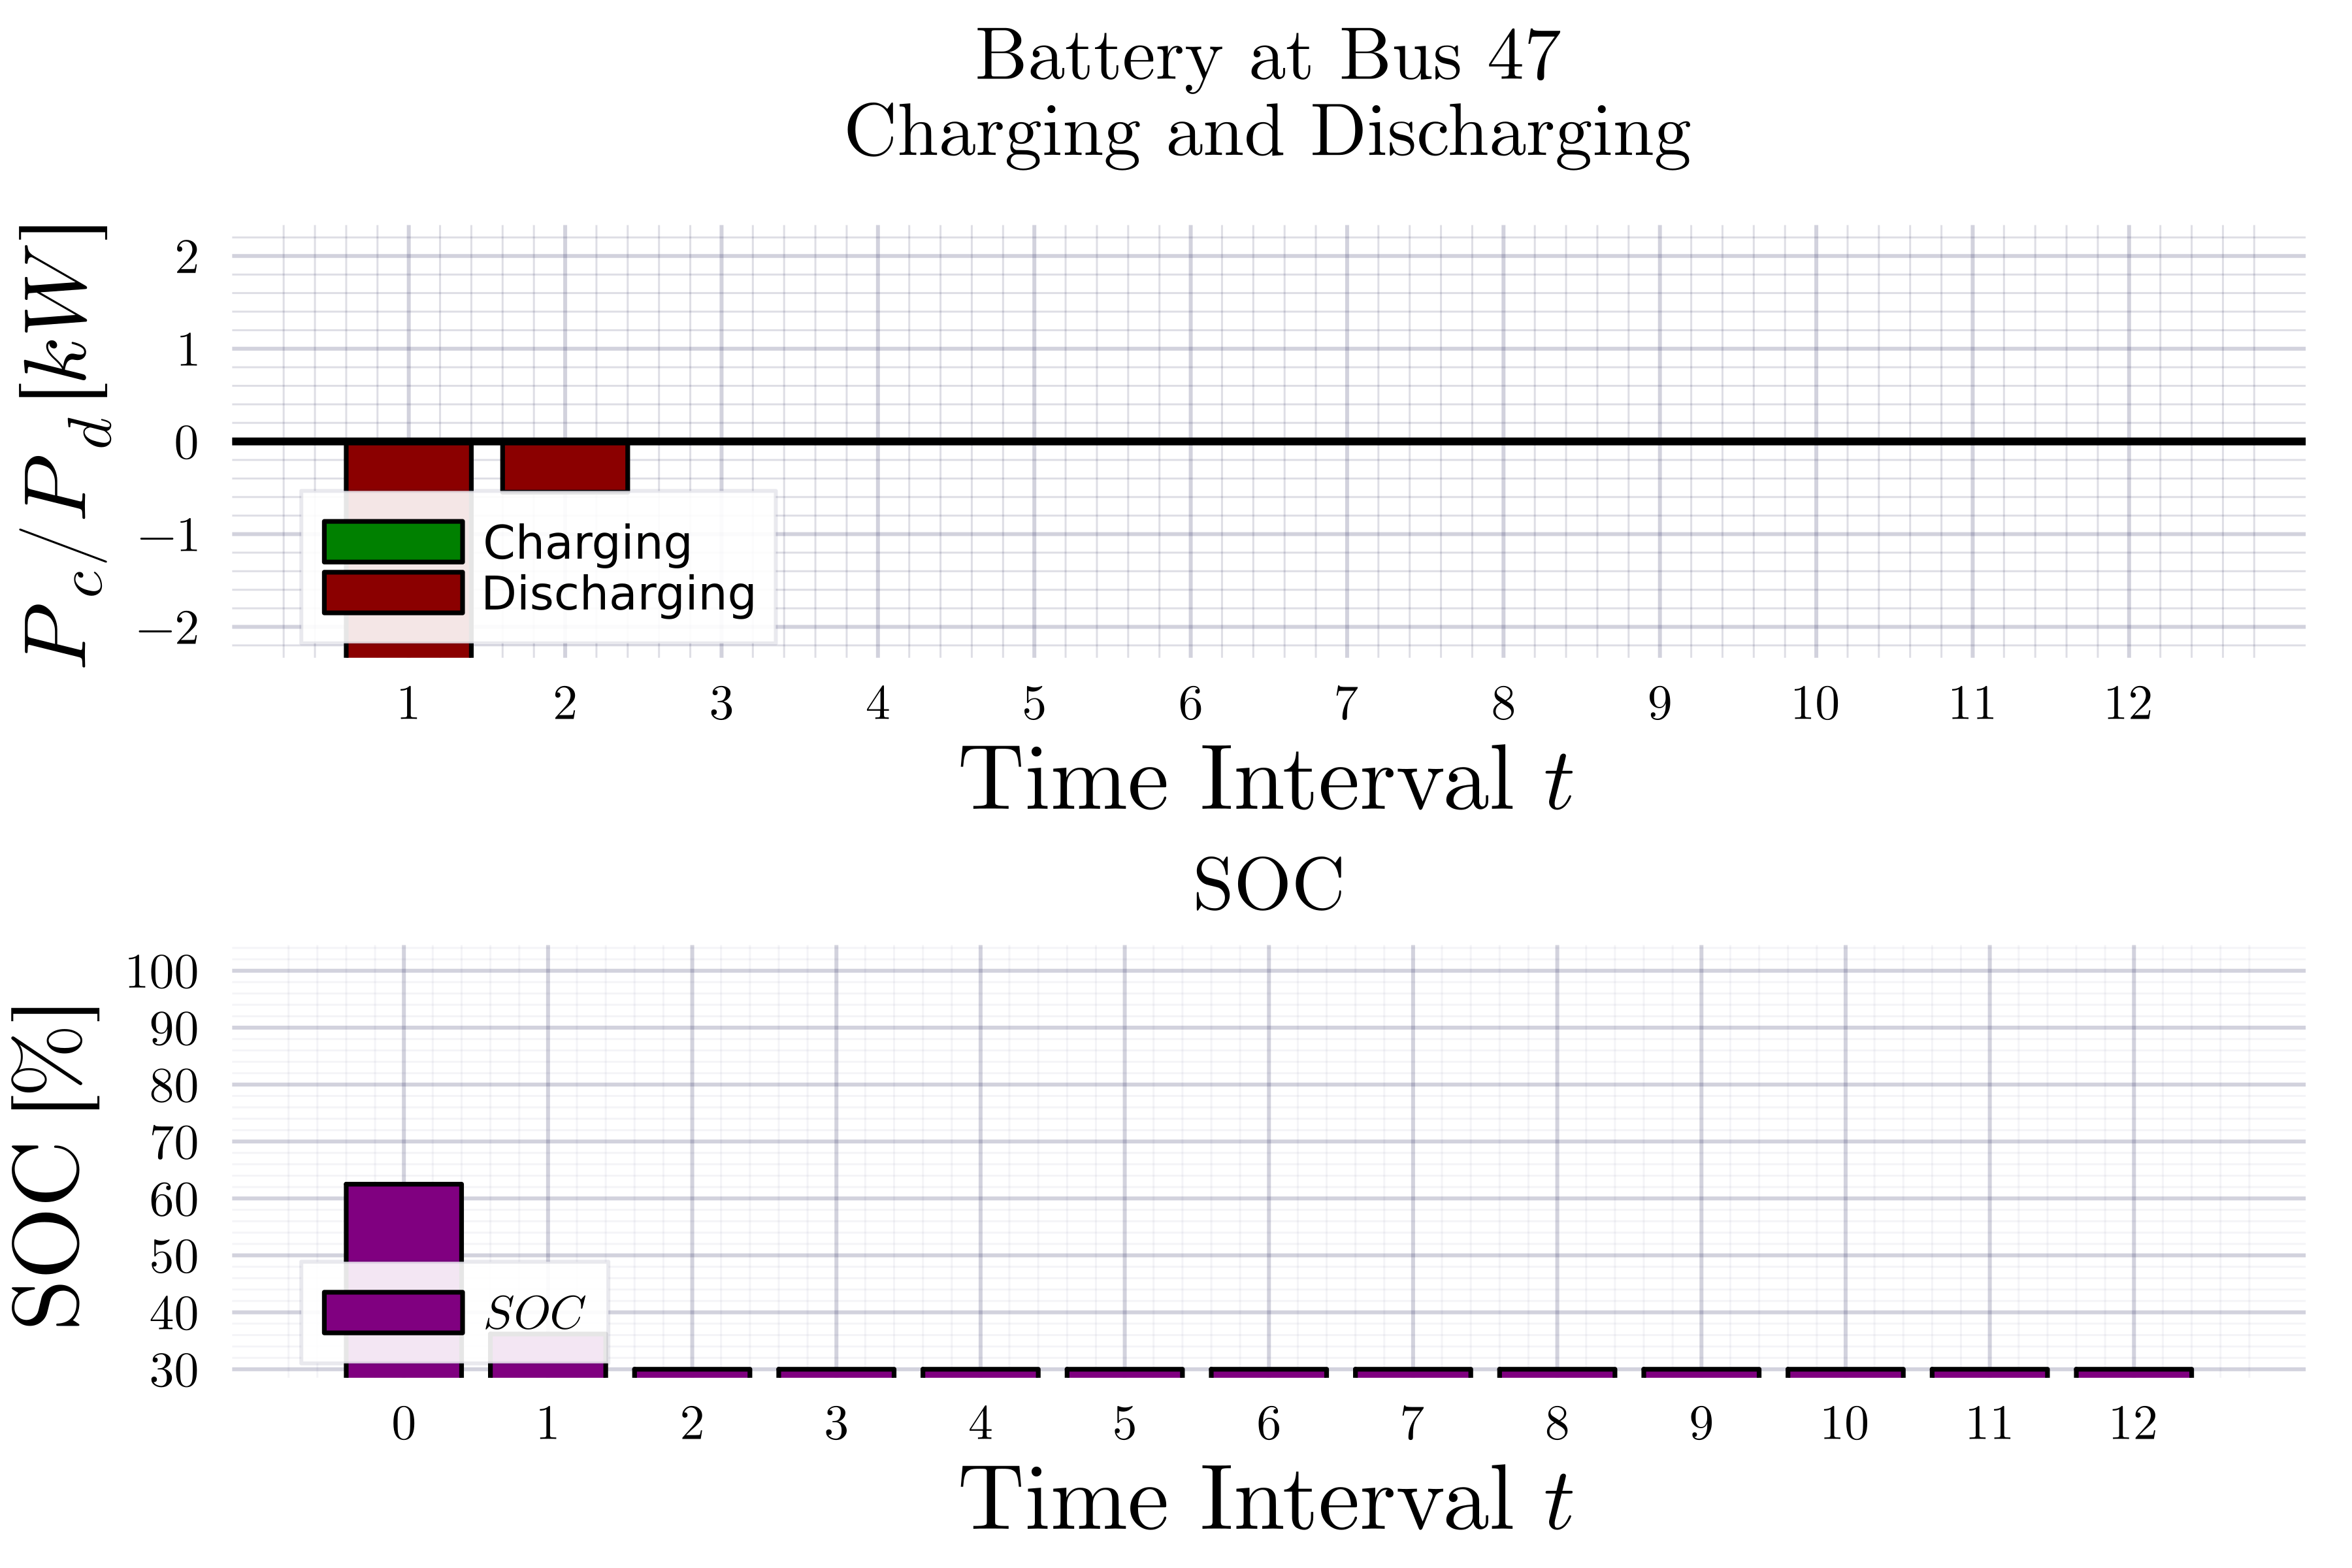 Battery at Bus 47
Charging and Discharging
P_c/P_d [kW]
2
1
0
−1
−2
Charging
Discharging
1 2 3 4 5 6 7 8 9 10 11 12
Time Interval t
SOC
SOC [%]
100
90
80
70
60
50
40
30
SOC
0 1 2 3 4 5 6 7 8 9 10 11 12
Time Interval t